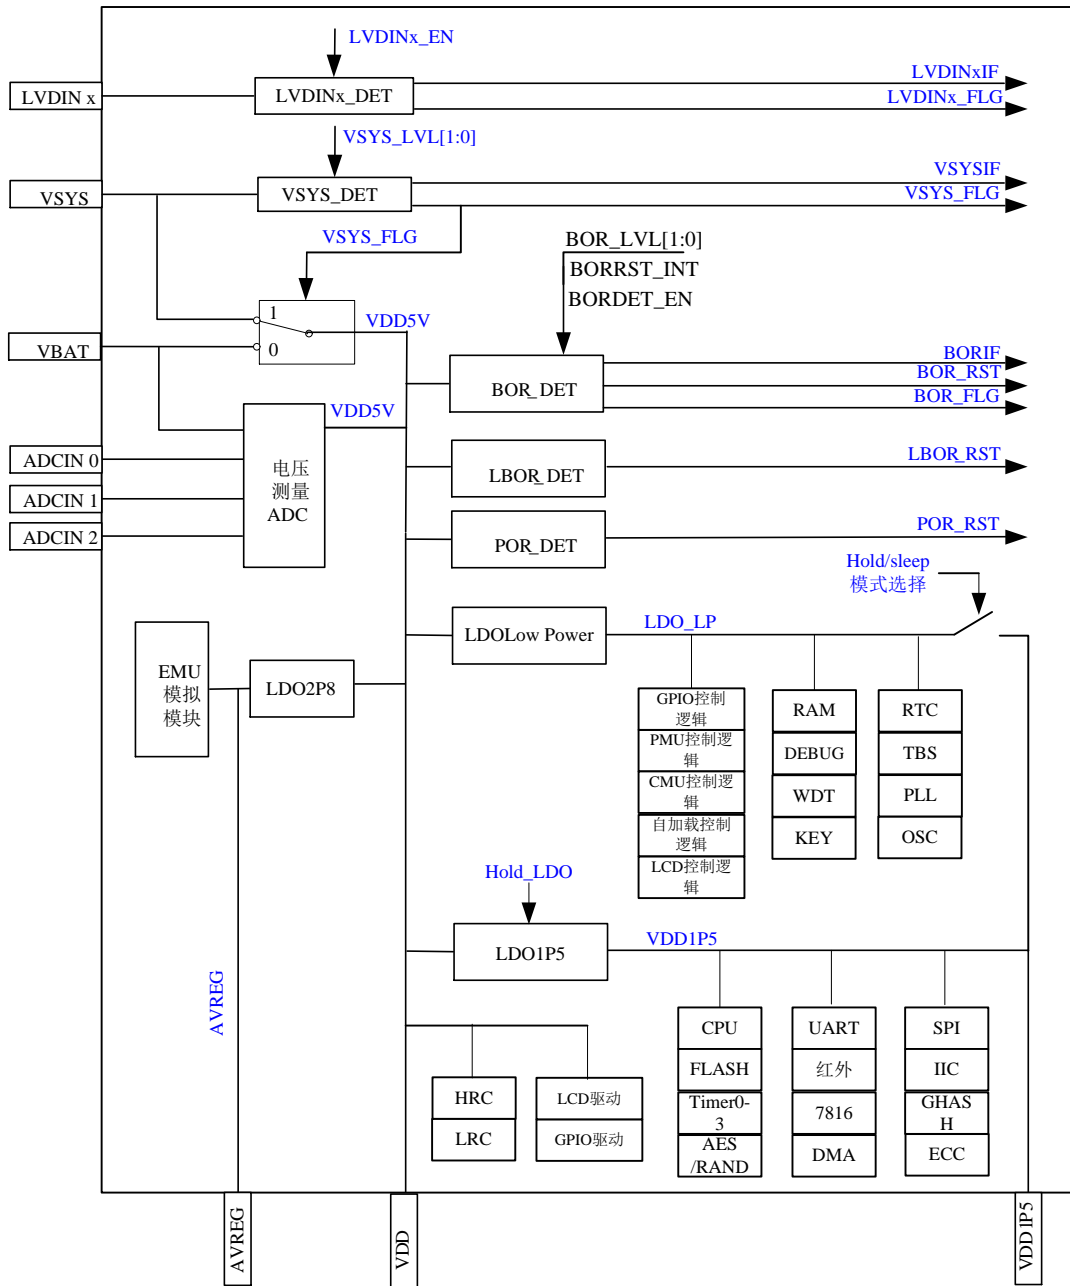 LVDINx_EN
LVDINxIF
LVDIN x
LVDINx_DET
LVDINx_FLG
VSYS_LVL[1:0]
VSYSIF
VSYS
VSYS_DET
VSYS_FLG
VSYS_FLG
BOR_LVL[1:0]
BORRST_INT
BORDET_EN
1
VDD5V
0
VBAT
BORIF
BOR_DET
BOR_RST
BOR_FLG
VDD5V
ADCIN 0
ADCIN 1
ADCIN 2
电压
测量
ADC
LBOR_DET
LBOR_RST
POR_DET
POR_RST
Hold/sleep
模式选择
LDOLow Power
LDO_LP
EMU
模拟
模块
LDO2P8
GPIO控制
逻辑
PMU控制逻
辑
CMU控制逻
辑
自加载控制
逻辑
LCD控制逻
辑
RAM
DEBUG
WDT
KEY
RTC
TBS
PLL
OSC
Hold_LDO
LDO1P5
VDD1P5
AVREG
CPU
FLASH
Timer0-
3
AES
/RAND
UART
红外
7816
DMA
SPI
IIC
GHAS
H
ECC
HRC
LRC
LCD驱动
GPIO驱动
AVREG
VDD
VDD1P5